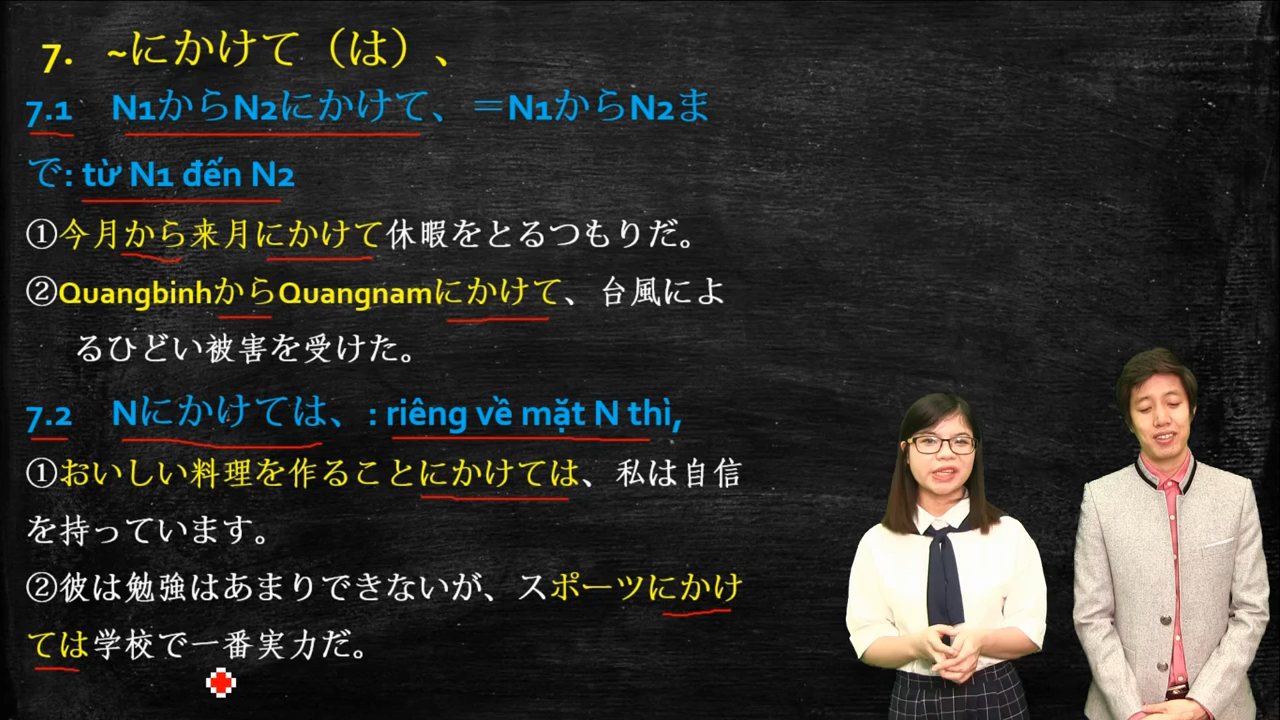 7. ~にかけて（は）、
7.1 N1からN2にかけて、＝N1からN2ま
で: từ N1 đến N2
①今月から来月にかけて休暇をとるつもりだ。
②QuangbinhからQuangnamにかけて、台風によ
るひどい被害を受けた。
7.2 Nにかけては、: riêng về mặt N thì,
①おいしい料理を作ることにかけては、私は自信
を持っています。
②彼は勉強はあまりできないが、スポーツにかけ
ては学校で一番実力だ。